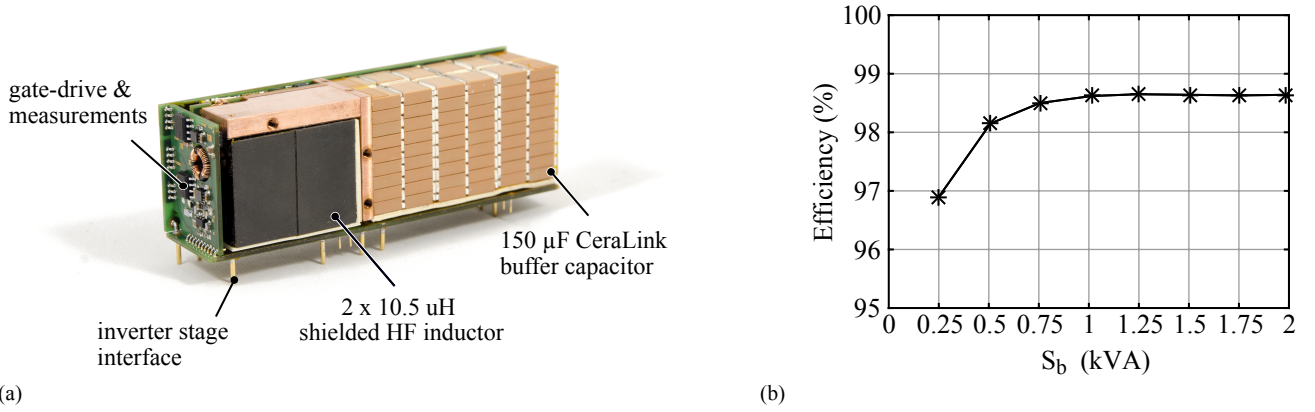 gate-drive &
measurements
150 µF CeraLink
buffer capacitor
2 x 10.5 uH
shielded HF inductor
inverter stage
interface
(a)
100
99
98
97
96
95
Efficiency (%)
0 0.25 0.5 0.75 1 1.25 1.5 1.75 2
S_b (kVA)
(b)